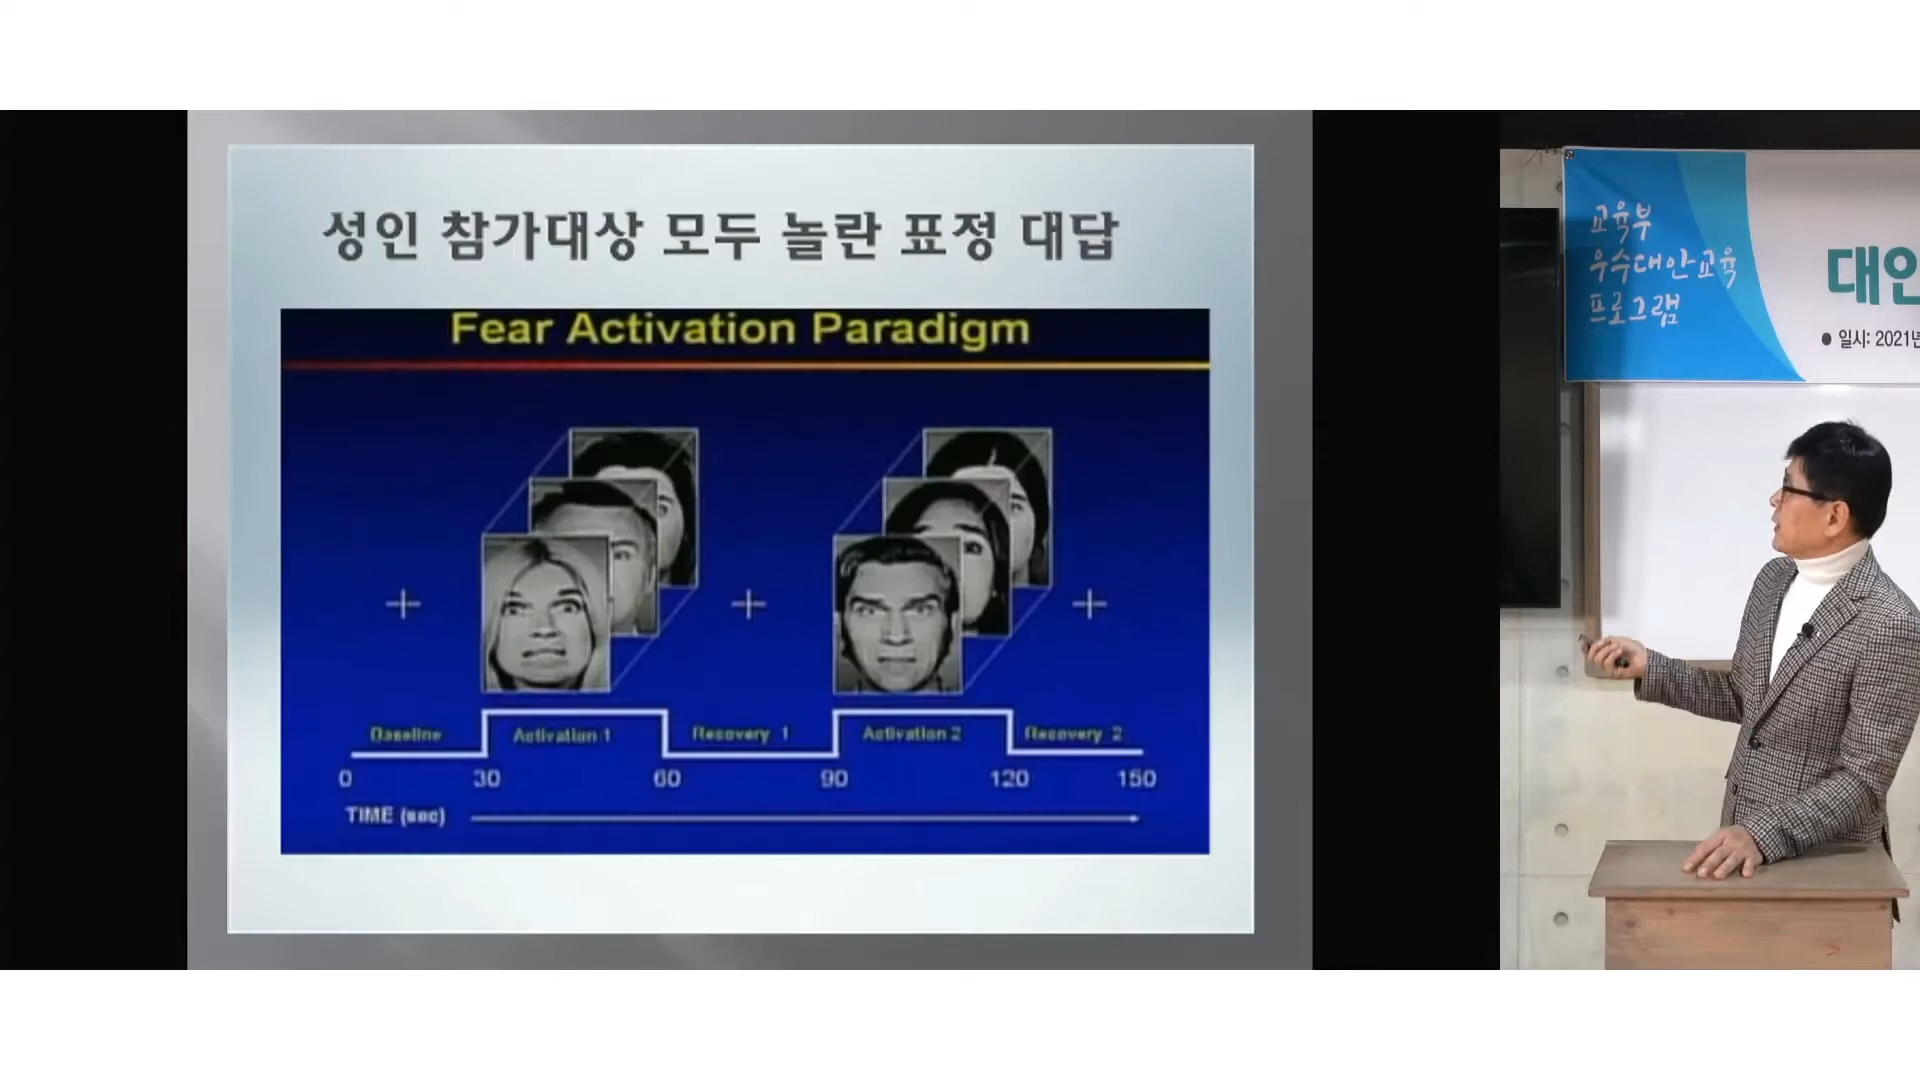 성인 참가대상 모두 놀란 표정 대답
Fear Activation Paradigm
Baseline
Activation 1
Recovery 1
Activation 2
Recovery 2
0
30
60
90
120
150
TIME (sec)
교육부
우수대안교육
프로그램
대안
● 일시: 2021년